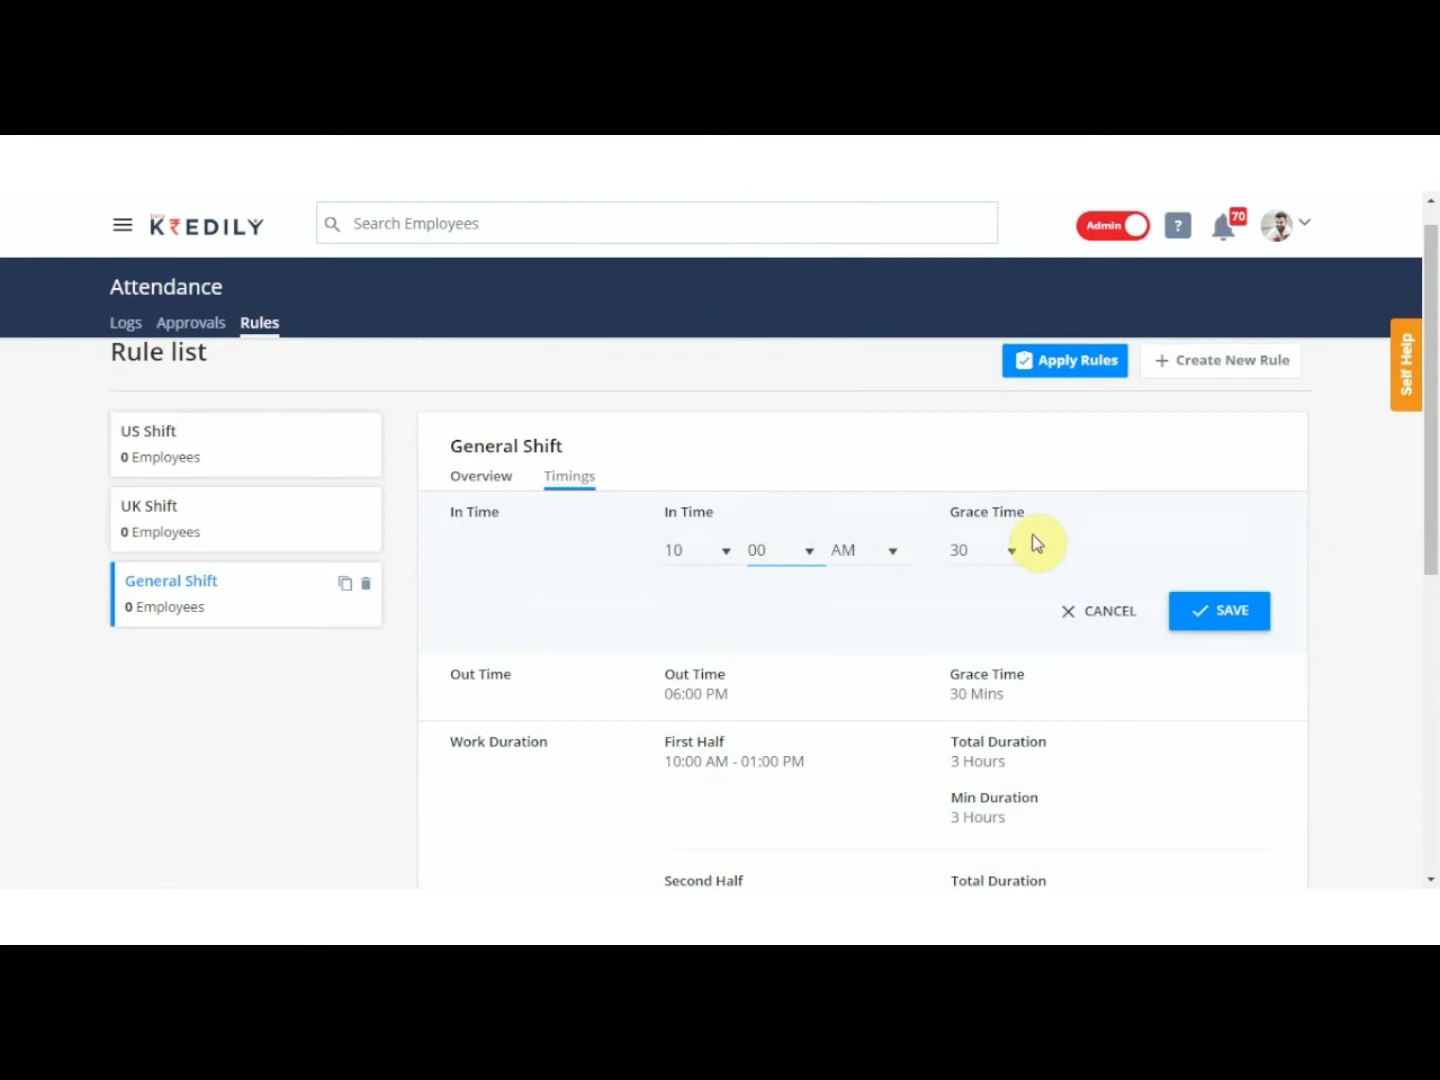 beta
KREDILY
Search Employees
Admin
?
70
Attendance
Logs Approvals Rules
Rule list
Apply Rules
+ Create New Rule
Self Help
US Shift
0 Employees
UK Shift
0 Employees
General Shift
0 Employees
General Shift
Overview Timings
In Time In Time Grace Time
10 00 AM 30
CANCEL SAVE
Out Time Out Time Grace Time
06:00 PM 30 Mins
Work Duration First Half Total Duration
10:00 AM - 01:00 PM 3 Hours
Min Duration
3 Hours
Second Half Total Duration